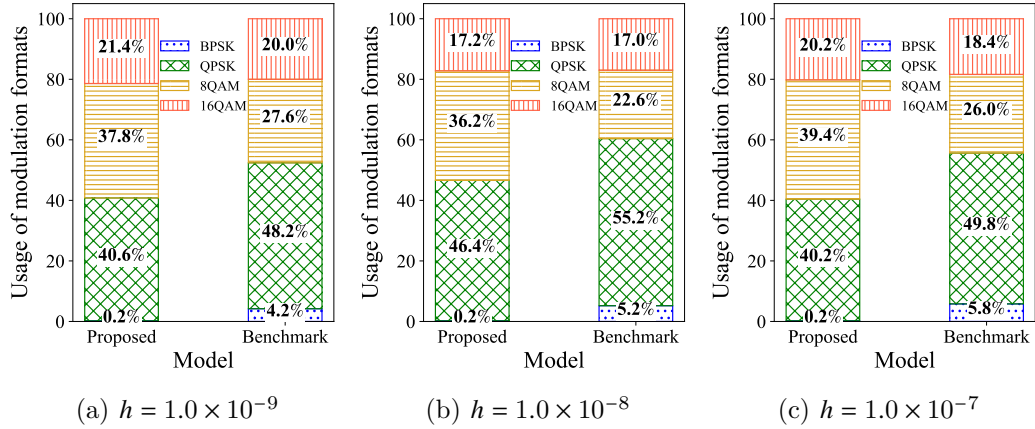 100
80
60
40
20
0
Usage of modulation formats
21.4%
37.8%
40.6%
0.2%
20.0%
27.6%
48.2%
4.2%
BPSK
QPSK
8QAM
16QAM
Proposed
Benchmark
Model
(a) h = 1.0 × 10⁻⁹
100
80
60
40
20
0
Usage of modulation formats
17.2%
36.2%
46.4%
0.2%
17.0%
22.6%
55.2%
5.2%
BPSK
QPSK
8QAM
16QAM
Proposed
Benchmark
Model
(b) h = 1.0 × 10⁻⁸
100
80
60
40
20
0
Usage of modulation formats
20.2%
39.4%
40.2%
0.2%
18.4%
26.0%
49.8%
5.8%
BPSK
QPSK
8QAM
16QAM
Proposed
Benchmark
Model
(c) h = 1.0 × 10⁻⁷